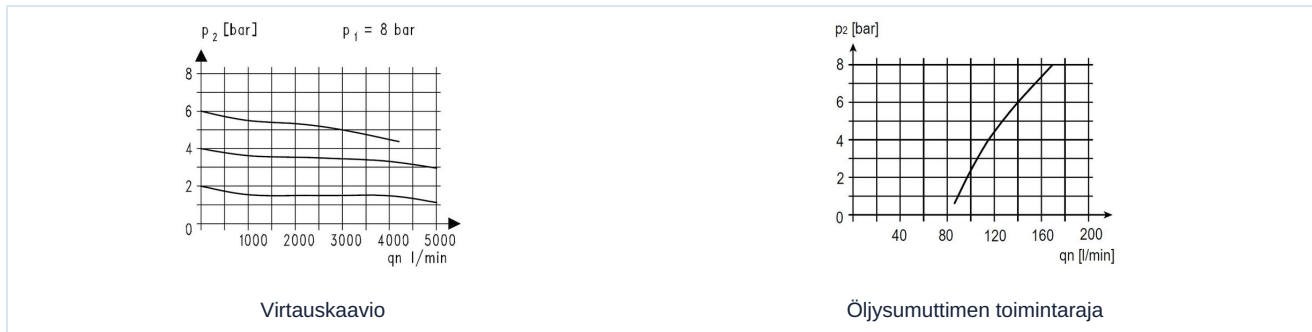 p2 [bar] p1 = 8 bar
8
6
4
2
0
1000 2000 3000 4000 5000
qn l/min
Virtauskaavio
p2 [bar]
8
6
4
2
0
40 80 120 160 200
qn [l/min]
Öljysumuttimen toimintaraja